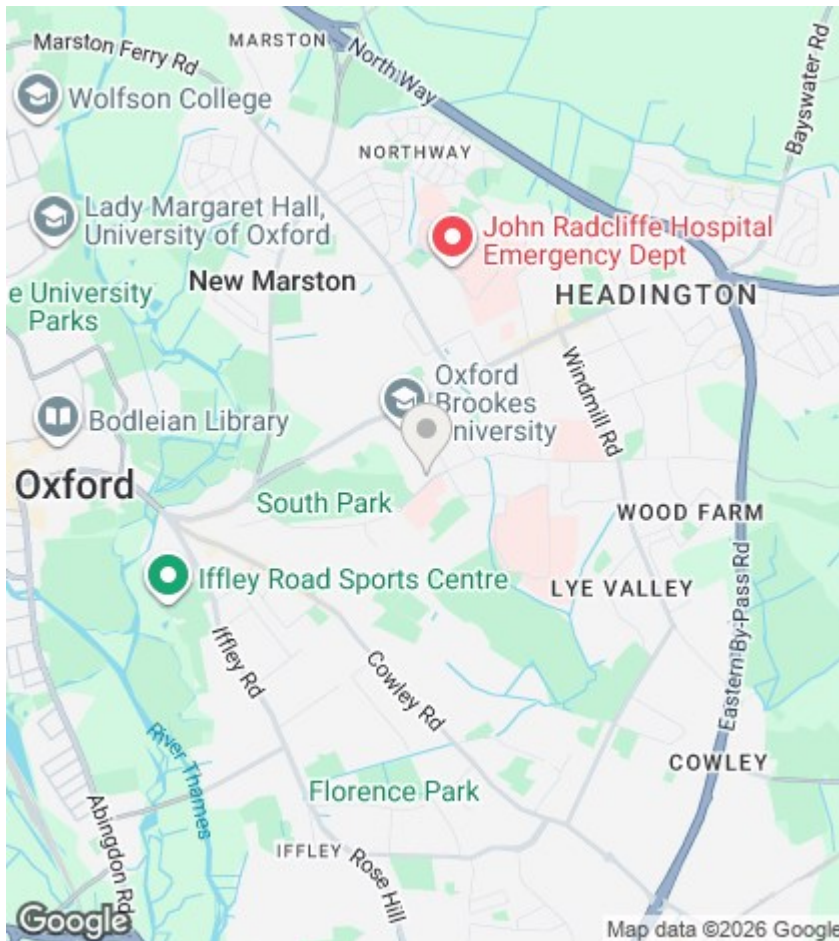 Marston Ferry Rd
MARSTON
North Way
Bayswater Rd
Wolfson College
NORTHWAY
Lady Margaret Hall,
University of Oxford
John Radcliffe Hospital
Emergency Dept
New Marston
e University
Parks
HEADINGTON
Windmill Rd
Oxford
Brookes
University
Bodleian Library
Oxford
South Park
WOOD FARM
Iffley Road Sports Centre
LYE VALLEY
Iffley Rd
Cowley Rd
Eastern By-Pass Rd
River Thames
COWLEY
Florence Park
Abingdon Rd
IFFLEY
Rose Hill
Google
Map data ©2026 Google